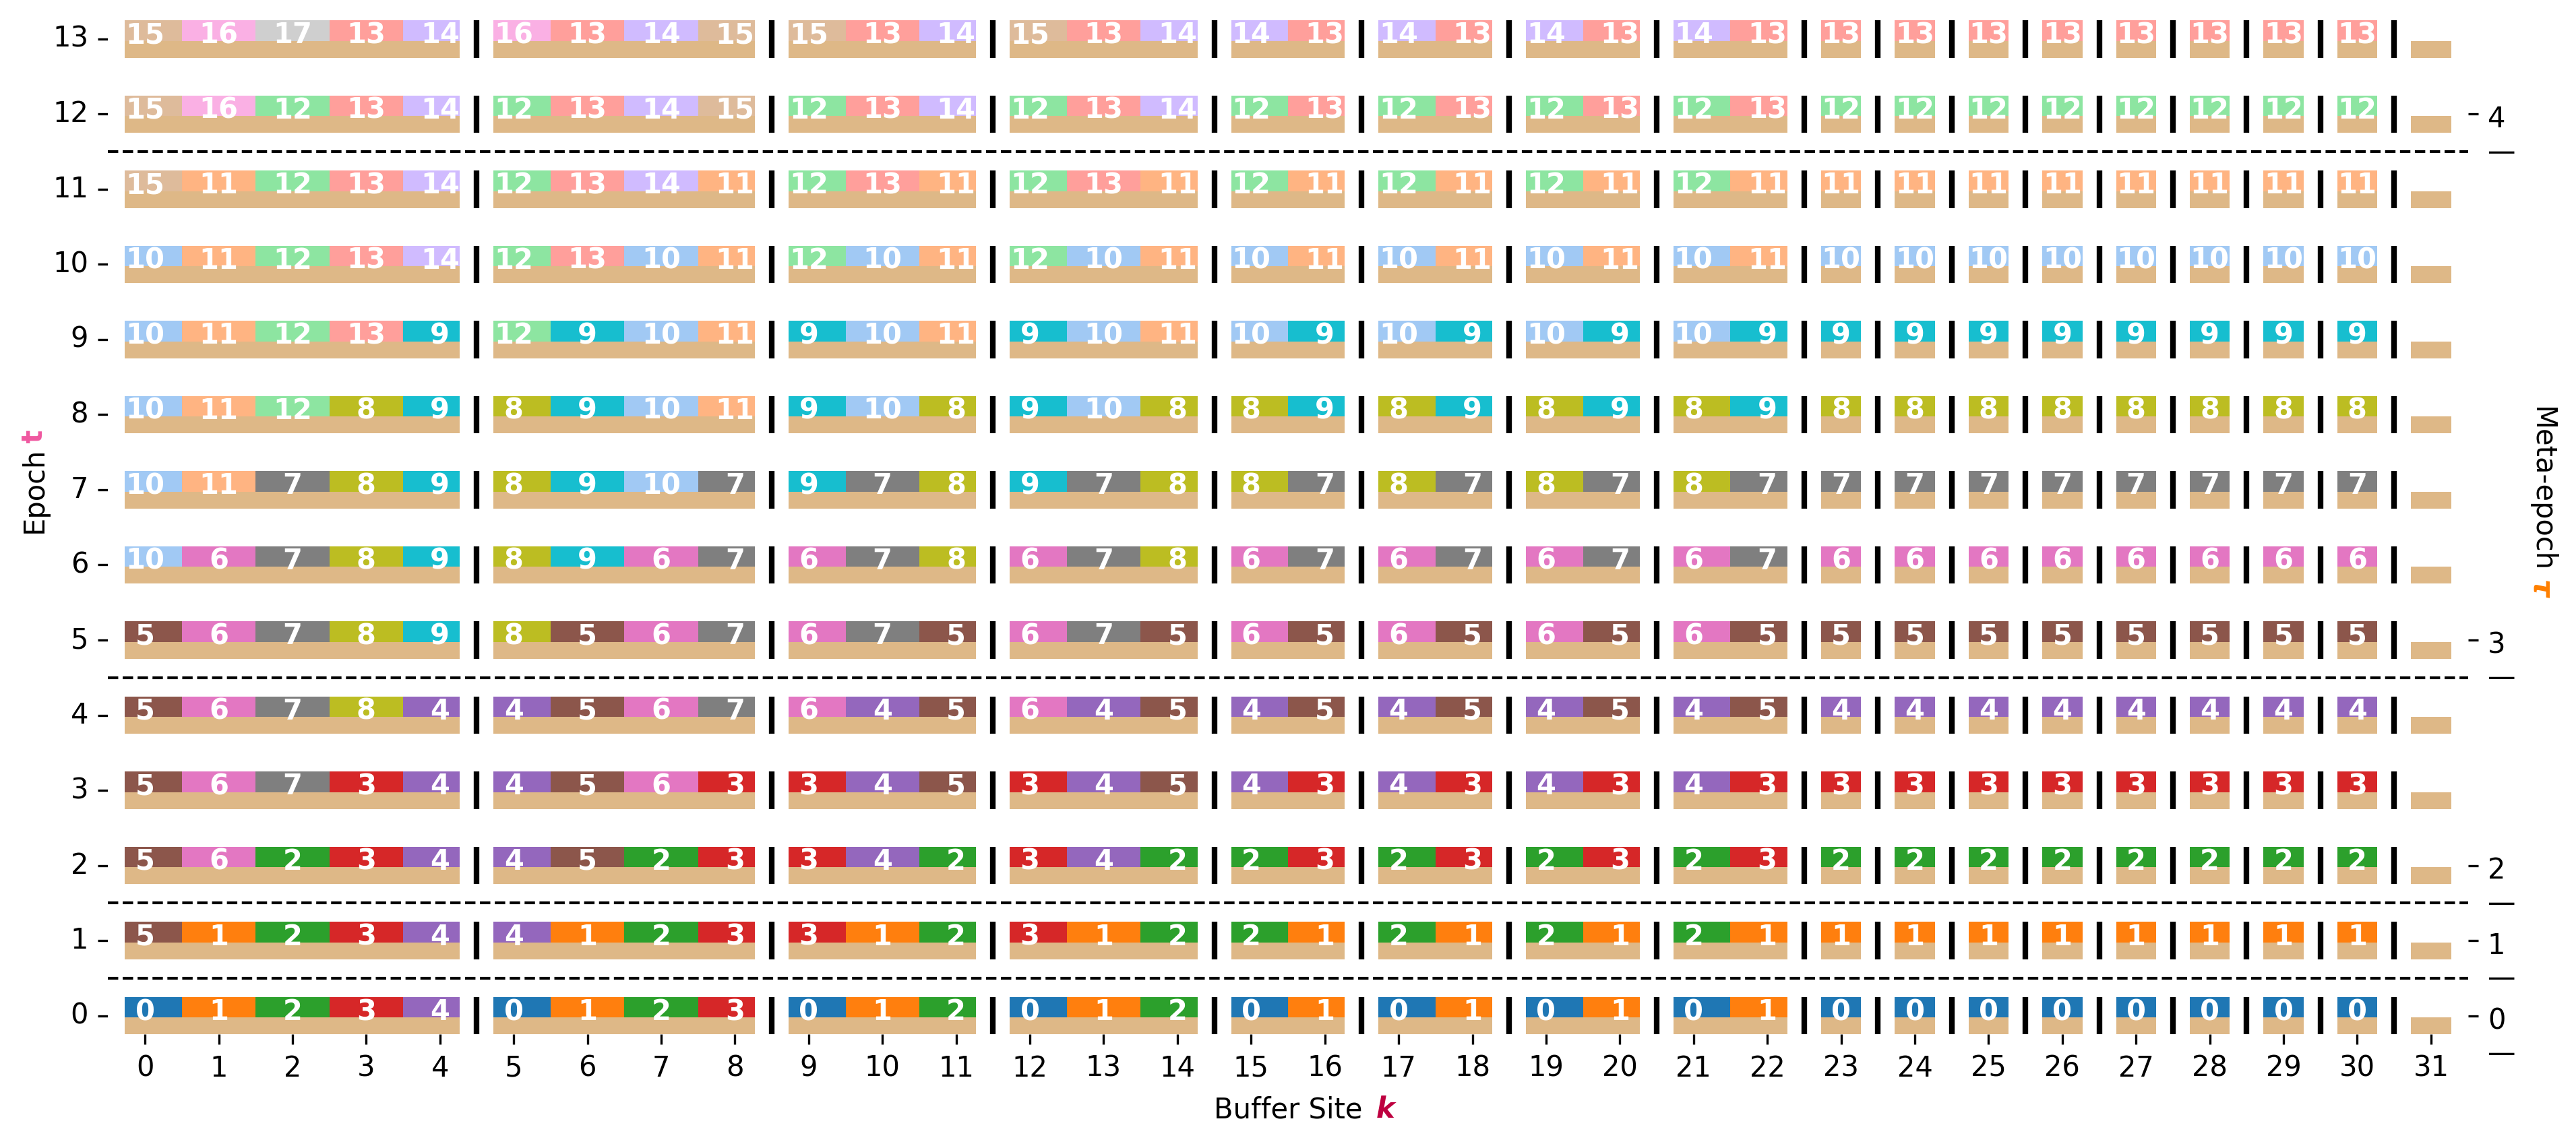 13 15 16 17 13 14 16 13 14 15 15 13 14 15 13 14 14 13 14 13 14 13 14 13 13 13 13 13 13 13 13 13
12 15 16 12 13 14 12 13 14 15 12 13 14 12 13 14 12 13 12 13 12 13 12 13 12 12 12 12 12 12 12 12 4
11 15 11 12 13 14 12 13 14 11 12 13 11 12 13 11 12 11 12 11 12 11 12 11 11 11 11 11 11 11 11 11
10 10 11 12 13 14 12 13 10 11 12 10 11 12 10 11 10 11 10 11 10 11 10 11 10 10 10 10 10 10 10 10
9 10 11 12 13 9 12 9 10 11 9 10 11 9 10 11 10 9 10 9 10 9 10 9 9 9 9 9 9 9 9 9
8 10 11 12 8 9 8 9 10 11 9 10 8 9 10 8 8 9 8 9 8 9 8 9 8 8 8 8 8 8 8 8
7 10 11 7 8 9 8 9 10 7 9 7 8 9 7 8 8 7 8 7 8 7 8 7 7 7 7 7 7 7 7 7
6 10 6 7 8 9 8 9 6 7 6 7 8 6 7 8 6 7 6 7 6 7 6 7 6 6 6 6 6 6 6 6
5 5 6 7 8 9 8 5 6 7 6 7 5 6 7 5 6 5 6 5 6 5 6 5 5 5 5 5 5 5 5 5 3
4 5 6 7 8 4 4 5 6 7 6 4 5 6 4 5 4 5 4 5 4 5 4 5 4 4 4 4 4 4 4 4
3 5 6 7 3 4 4 5 6 3 3 4 5 3 4 5 4 3 4 3 4 3 4 3 3 3 3 3 3 3 3 3
2 5 6 2 3 4 4 5 2 3 3 4 2 3 4 2 2 3 2 3 2 3 2 3 2 2 2 2 2 2 2 2 2
1 5 1 2 3 4 4 1 2 3 3 1 2 3 1 2 2 1 2 1 2 1 2 1 1 1 1 1 1 1 1 1 1
0 0 1 2 3 4 0 1 2 3 0 1 2 0 1 2 0 1 0 1 0 1 0 1 0 0 0 0 0 0 0 0 0
0 1 2 3 4 5 6 7 8 9 10 11 12 13 14 15 16 17 18 19 20 21 22 23 24 25 26 27 28 29 30 31
Buffer Site k
Epoch t
Meta-epoch τ